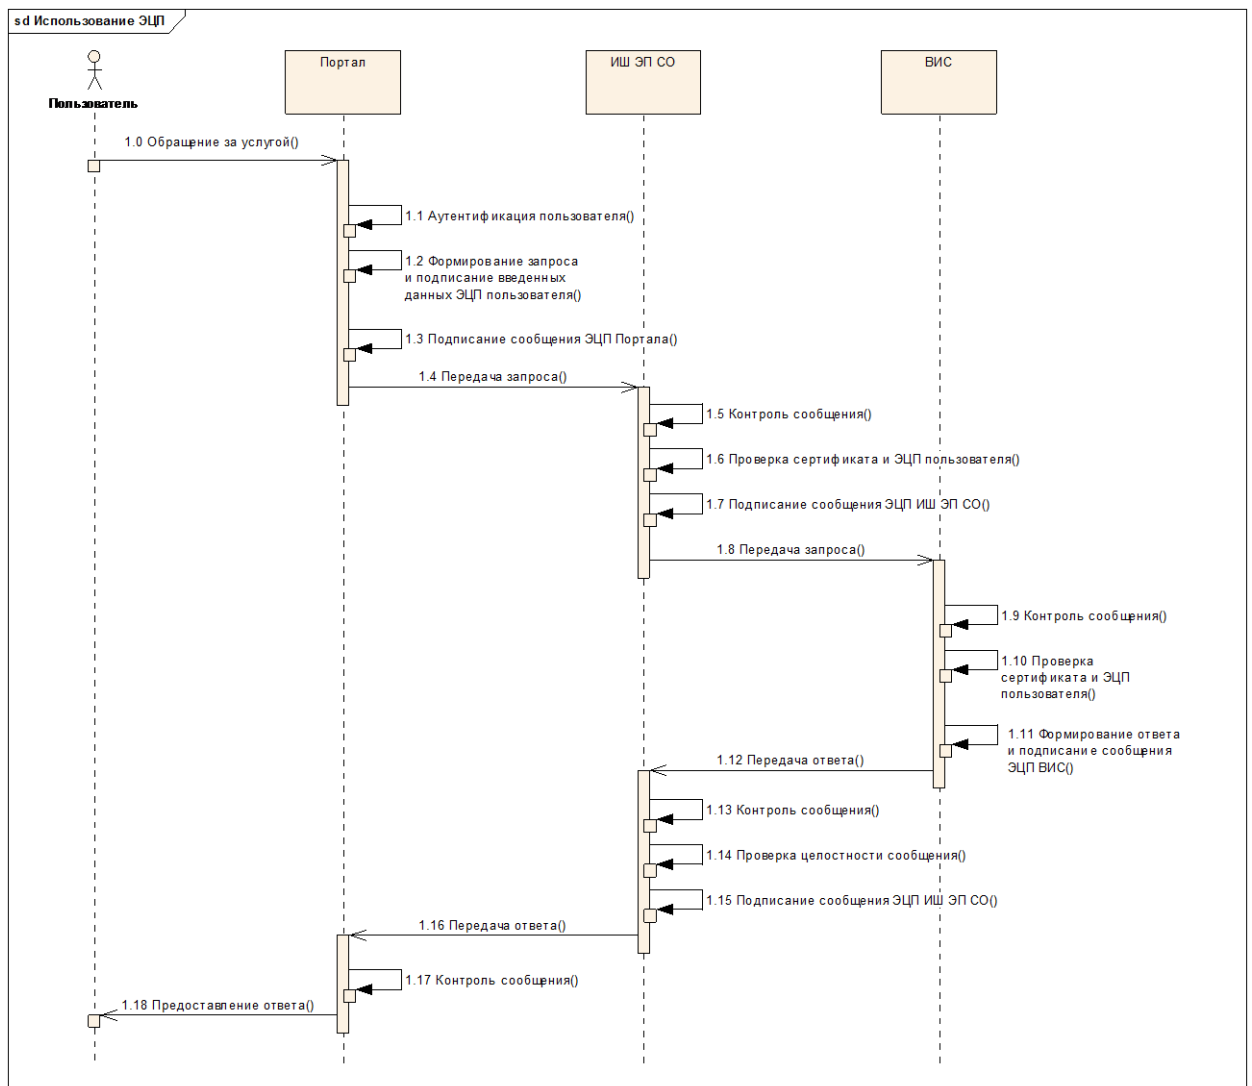 sd Использование ЭЦП
Портал
ИШ ЭП СО
ВИС
Пользователь
1.0 Обращение за услугой()
1.1 Аутентификация пользователя()
1.2 Формирование запроса
и подписание введенных
данных ЭЦП пользователя()
1.3 Подписание сообщения ЭЦП Портала()
1.4 Передача запроса()
1.5 Контроль сообщения()
1.6 Проверка сертификата и ЭЦП пользователя()
1.7 Подписание сообщения ЭЦП ИШ ЭП СО()
1.8 Передача запроса()
1.9 Контроль сообщения()
1.10 Проверка
сертификата и ЭЦП
пользователя()
1.11 Формирование ответа
и подписание сообщения
ЭЦП ВИС()
1.12 Передача ответа()
1.13 Контроль сообщения()
1.14 Проверка целостности сообщения()
1.15 Подписание сообщения ЭЦП ИШ ЭП СО()
1.16 Передача ответа()
1.17 Контроль сообщения()
1.18 Предоставление ответа()